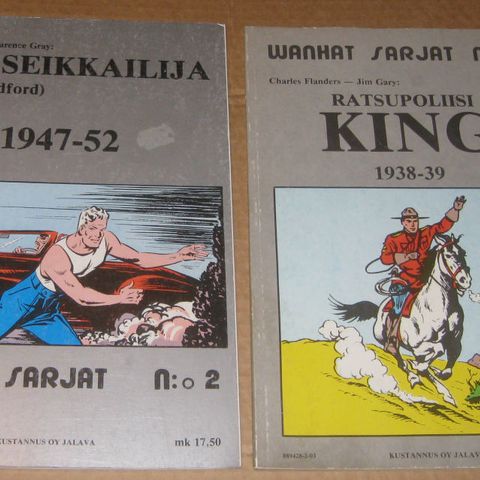 arence Gray:
SEIKKAILIJA
dford)
1947-52
SARJAT N:o 2
KUSTANNUS OY JALAVA
mk 17,50
WANHAT SARJAT N
Charles Flanders — Jim Gary:
RATSUPOLIISI
KING
1938-39
KUSTANNUS OY JALAVA